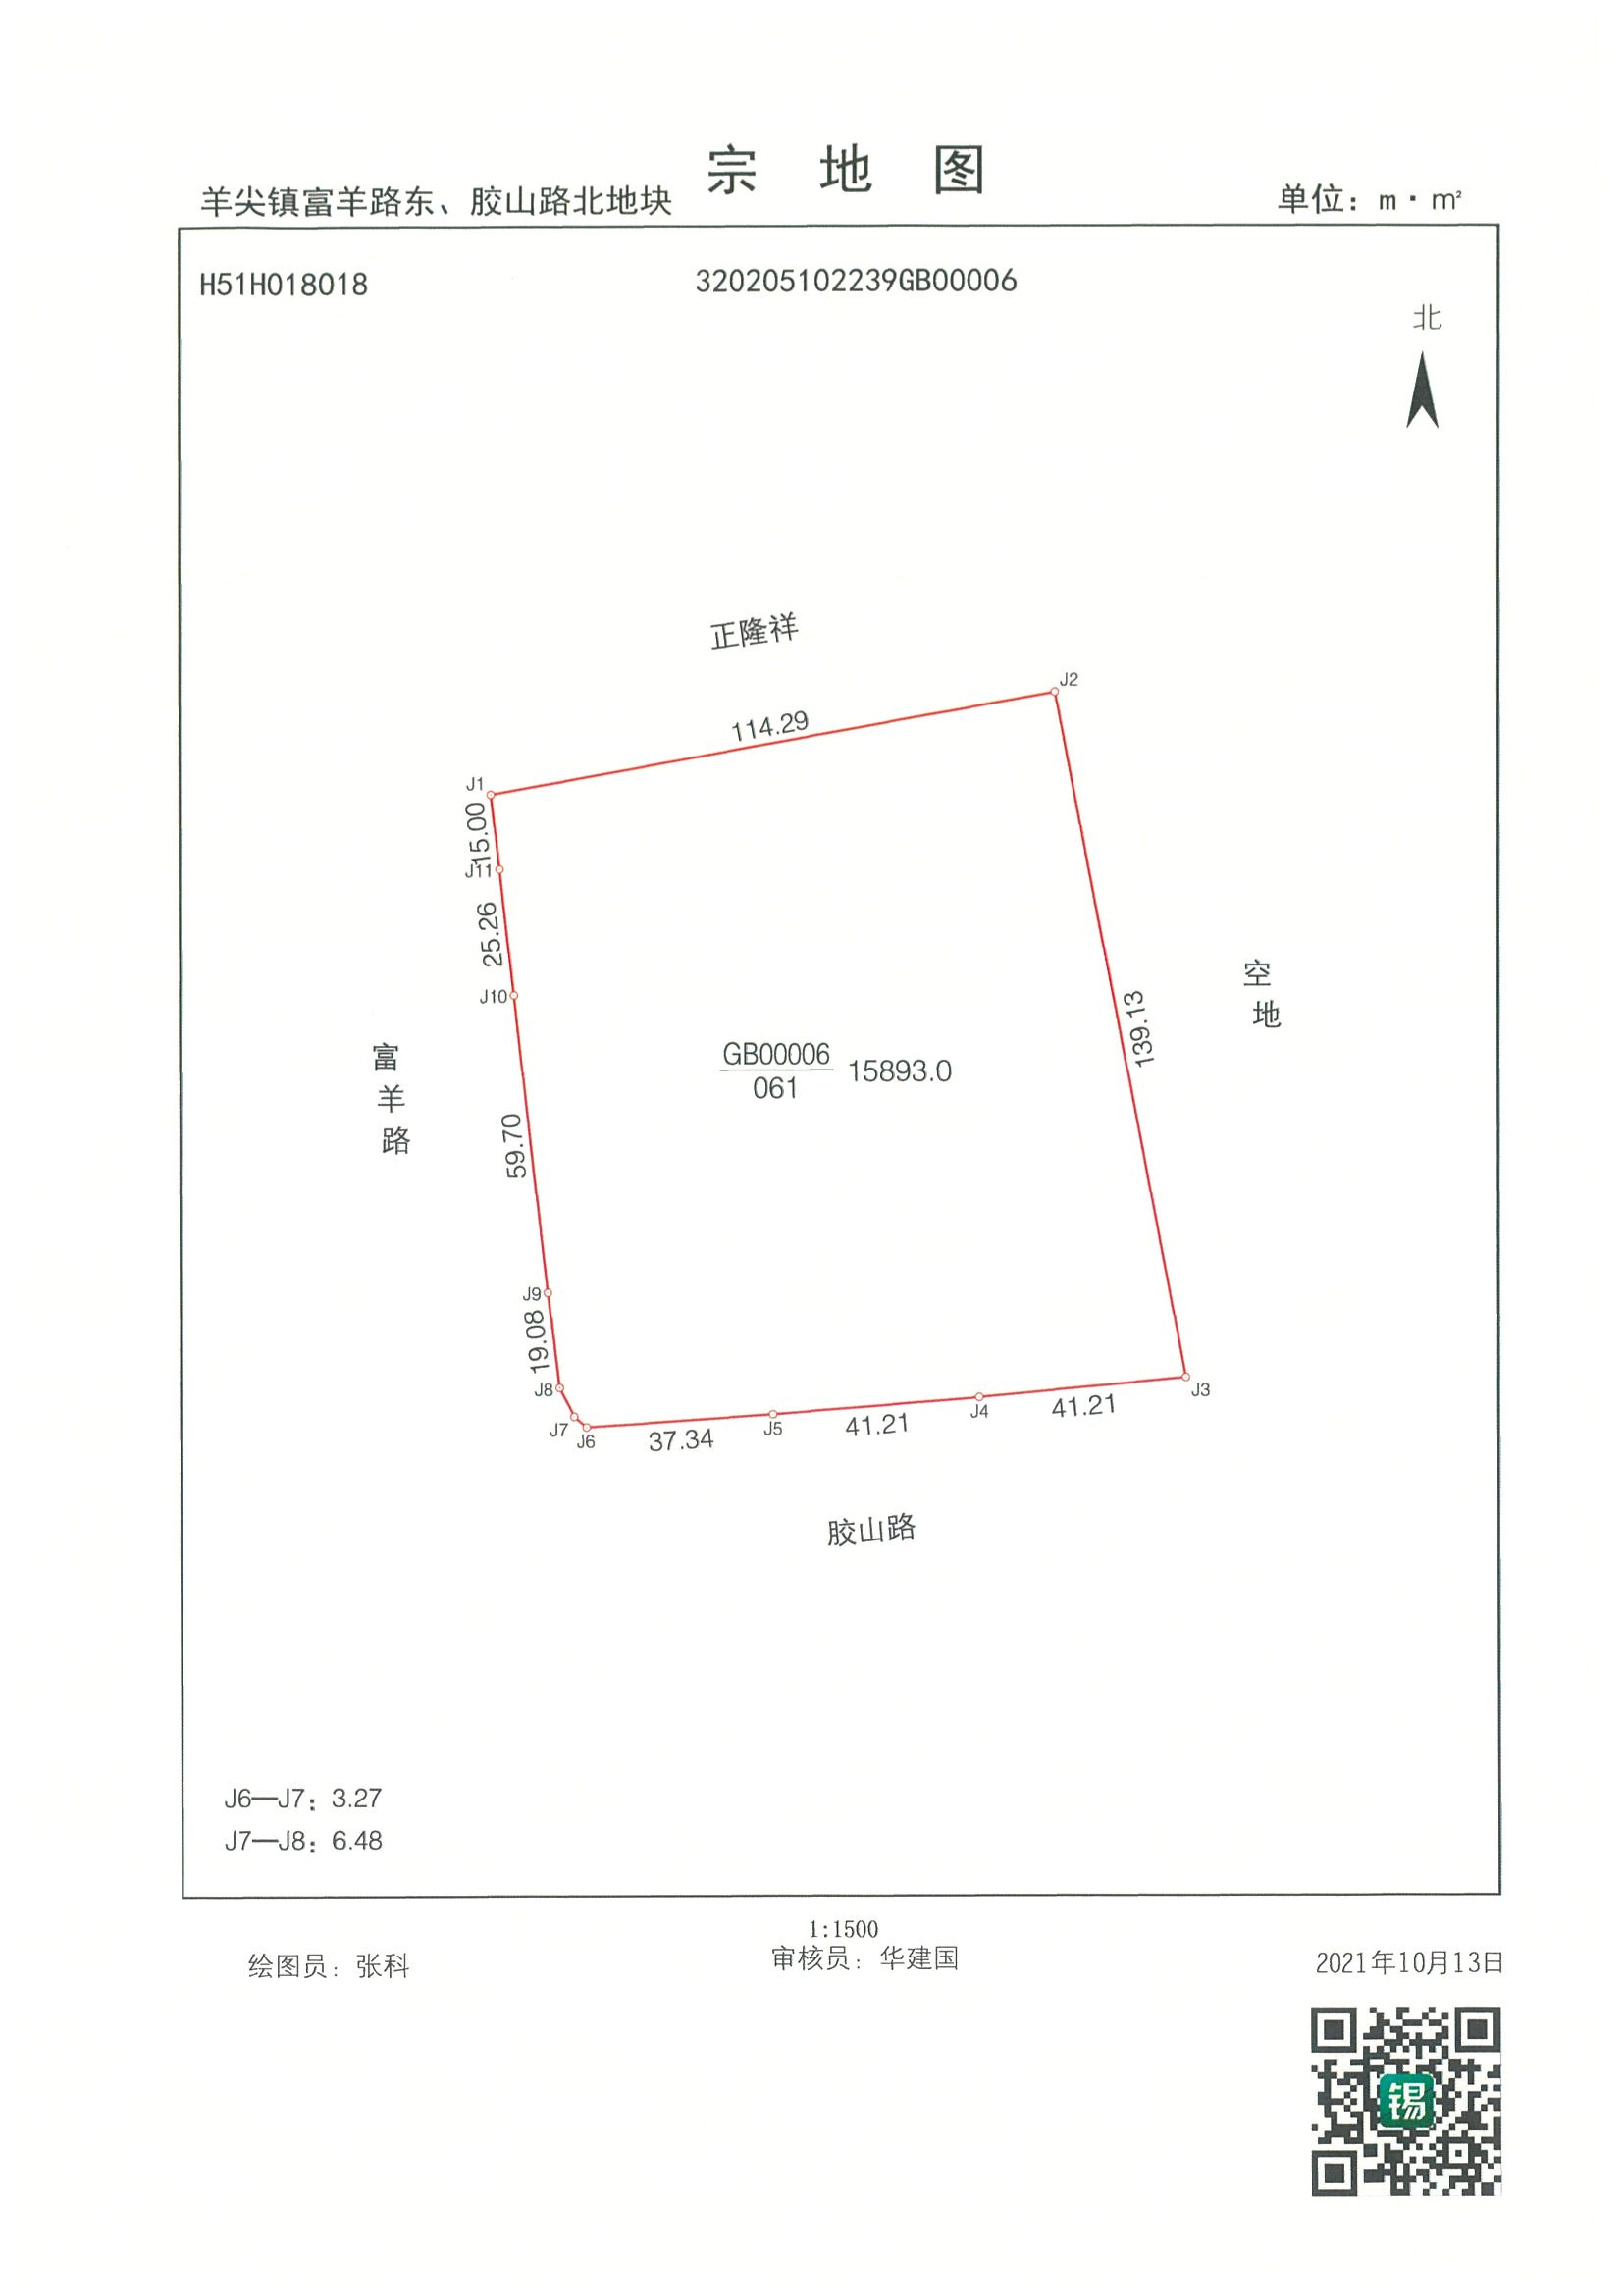 宗 地 图
羊尖镇富羊路东、胶山路北地块
单位：m·m²
H51H018018
320205102239GB00006
北
正隆祥
J2
114.29
J1
15.00
J11
25.26
J10
空地
139.13
富羊路
GB00006
061
15893.0
59.70
J9
19.08
J8
J7
J6
37.34
J5
41.21
J4
41.21
J3
胶山路
J6—J7：3.27
J7—J8：6.48
1:1500
绘图员：张科
审核员：华建国
2021年10月13日
锡